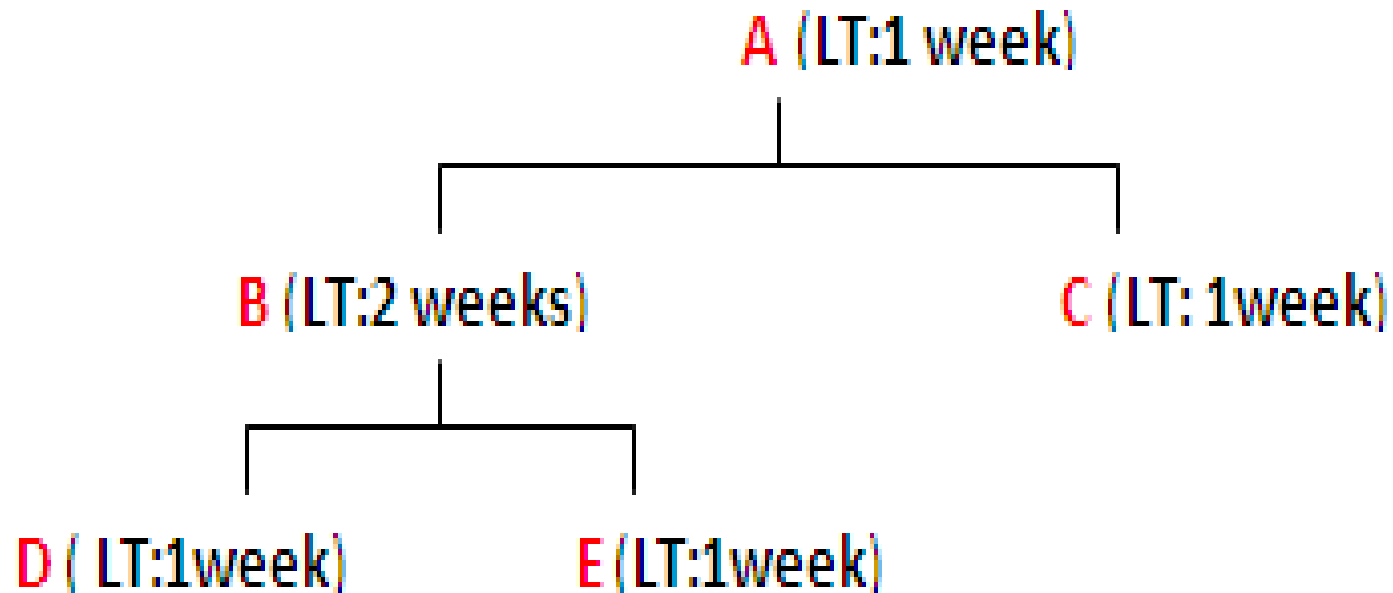 A (LT:1 week)
B (LT:2 weeks)
C (LT: 1week)
D ( LT:1week)
E (LT:1week)